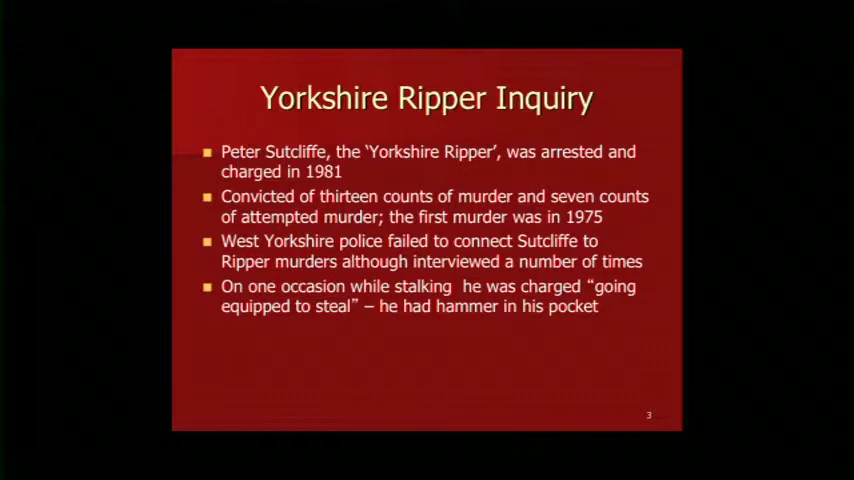 Yorkshire Ripper Inquiry
Peter Sutcliffe, the ‘Yorkshire Ripper’, was arrested and
charged in 1981
Convicted of thirteen counts of murder and seven counts
of attempted murder; the first murder was in 1975
West Yorkshire police failed to connect Sutcliffe to
Ripper murders although interviewed a number of times
On one occasion while stalking  he was charged “going
equipped to steal” – he had hammer in his pocket
3